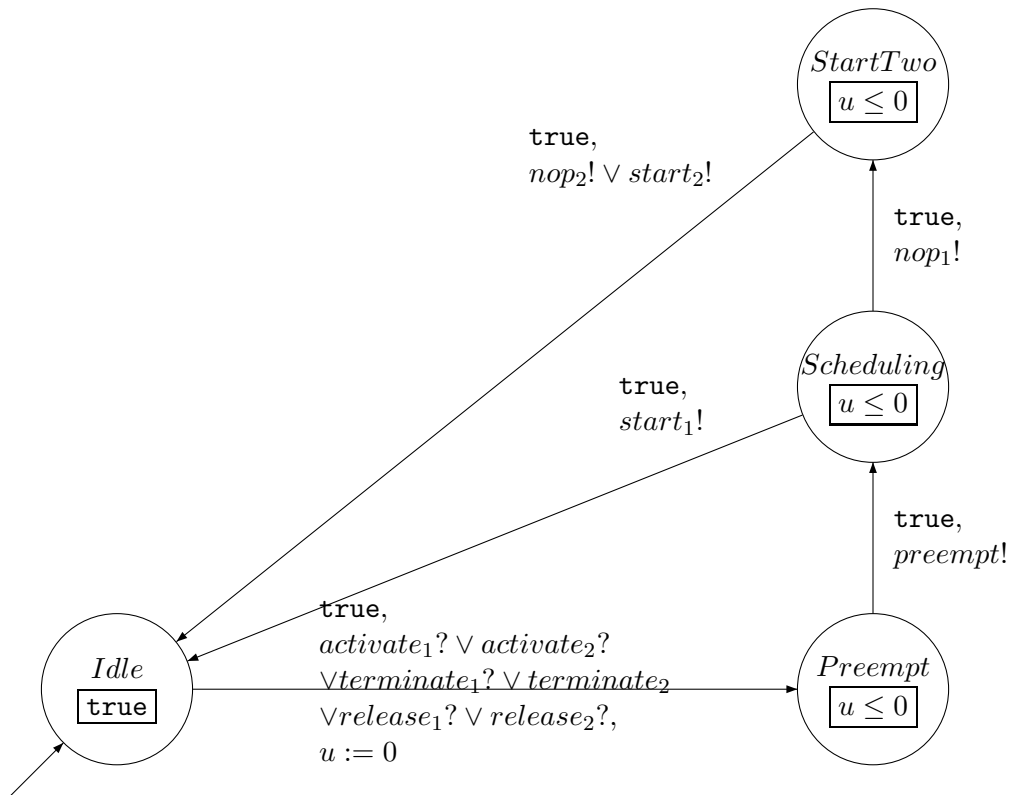 StartTwo
u ≤ 0
true,
nop₂! ∨ start₂!
true,
nop₁!
Scheduling
u ≤ 0
true,
start₁!
true,
preempt!
true,
activate₁? ∨ activate₂?
∨terminate₁? ∨ terminate₂
∨release₁? ∨ release₂?,
u := 0
Idle
true
Preempt
u ≤ 0